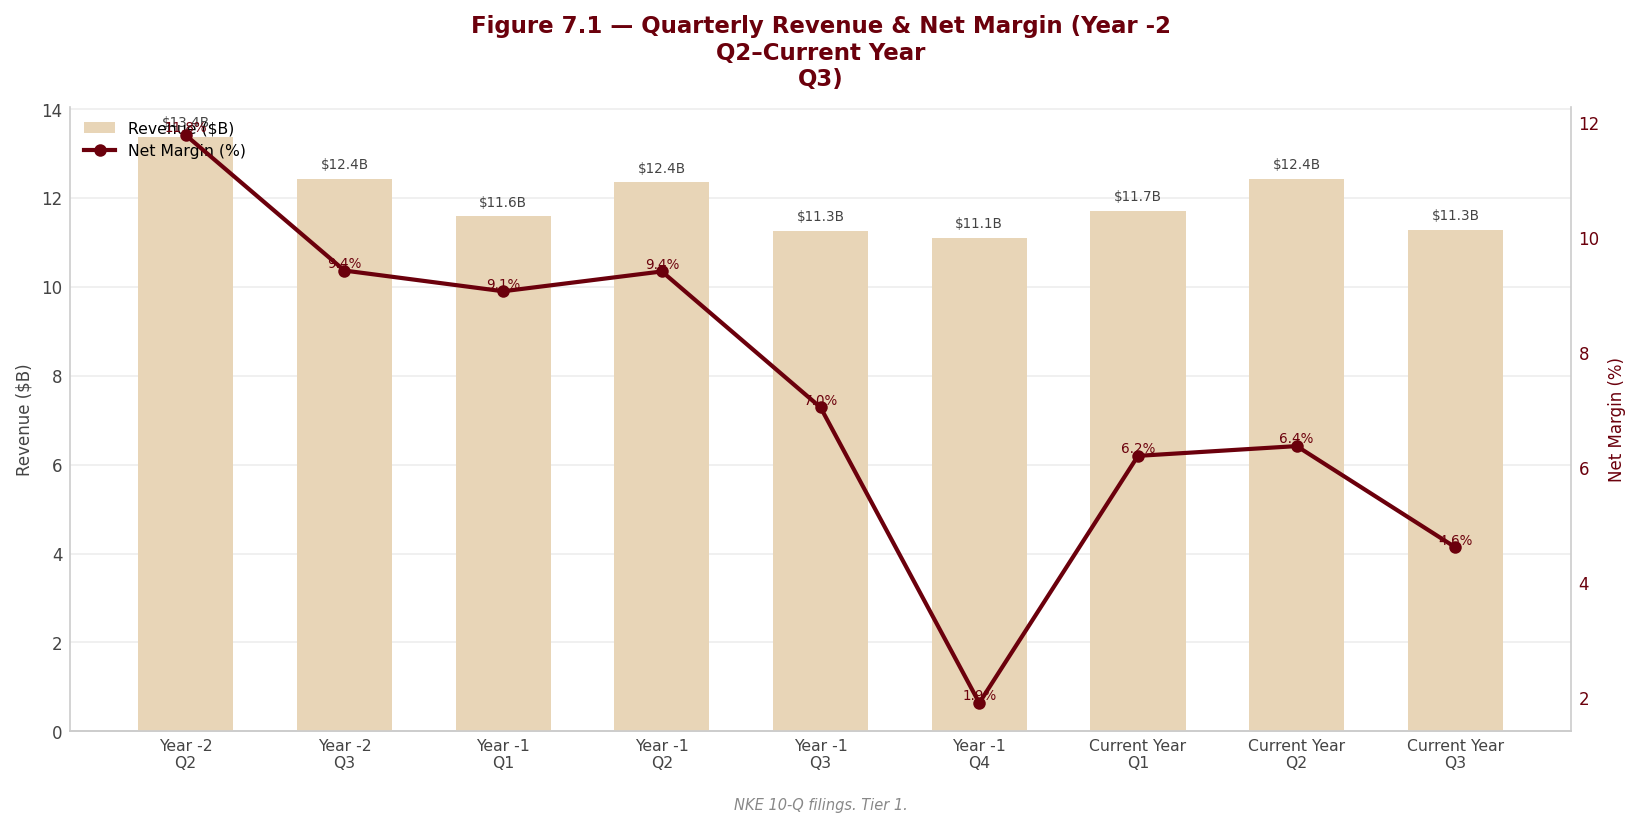 Figure 7.1 — Quarterly Revenue & Net Margin (Year -2
Q2–Current Year
Q3)
Revenue ($B)
Net Margin (%)
14
12
10
8
6
4
2
0
Revenue ($B)
12
10
8
6
4
2
Net Margin (%)
$13.4B
$12.4B
$11.6B
$12.4B
$11.3B
$11.1B
$11.7B
$12.4B
$11.3B
11.8%
9.4%
9.1%
9.4%
7.0%
1.9%
6.2%
6.4%
4.6%
Year -2
Q2
Year -2
Q3
Year -1
Q1
Year -1
Q2
Year -1
Q3
Year -1
Q4
Current Year
Q1
Current Year
Q2
Current Year
Q3
NKE 10-Q filings. Tier 1.